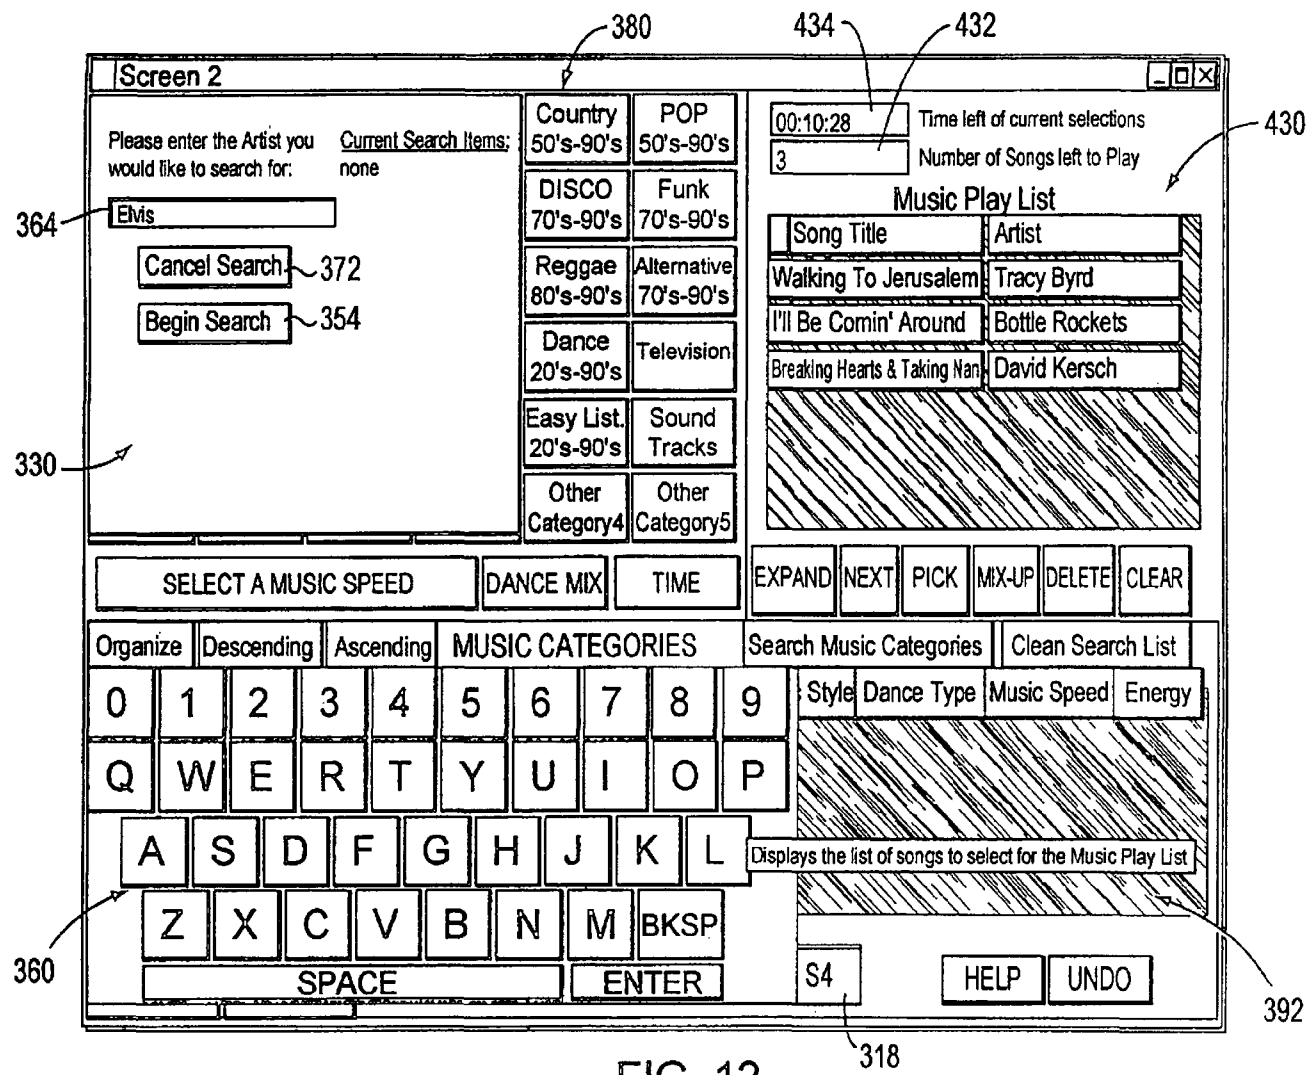 380
434
432
Screen 2
Please enter the Artist you would like to search for:
Current Search Items:
none
364
Elvis
Cancel Search
372
Begin Search
354
330
Country 50's-90's
POP 50's-90's
DISCO 70's-90's
Funk 70's-90's
Reggae 80's-90's
Alternative 70's-90's
Dance 20's-90's
Television
Easy List. 20's-90's
Sound Tracks
Other Category4
Other Category5
00:10:28
Time left of current selections
3
Number of Songs left to Play
430
Music Play List
Song Title
Artist
Walking To Jerusalem
Tracy Byrd
I'll Be Comin' Around
Bottle Rockets
Breaking Hearts & Taking Nan
David Kersch
SELECT A MUSIC SPEED
DANCE MIX
TIME
EXPAND
NEXT
PICK
MIX-UP
DELETE
CLEAR
Organize
Descending
Ascending
MUSIC CATEGORIES
Search Music Categories
Clean Search List
0 1 2 3 4 5 6 7 8 9
Style
Dance Type
Music Speed
Energy
Q W E R T Y U I O P
A S D F G H J K L
Displays the list of songs to select for the Music Play List
Z X C V B N M BKSP
360
SPACE
ENTER
S4
HELP
UNDO
392
318